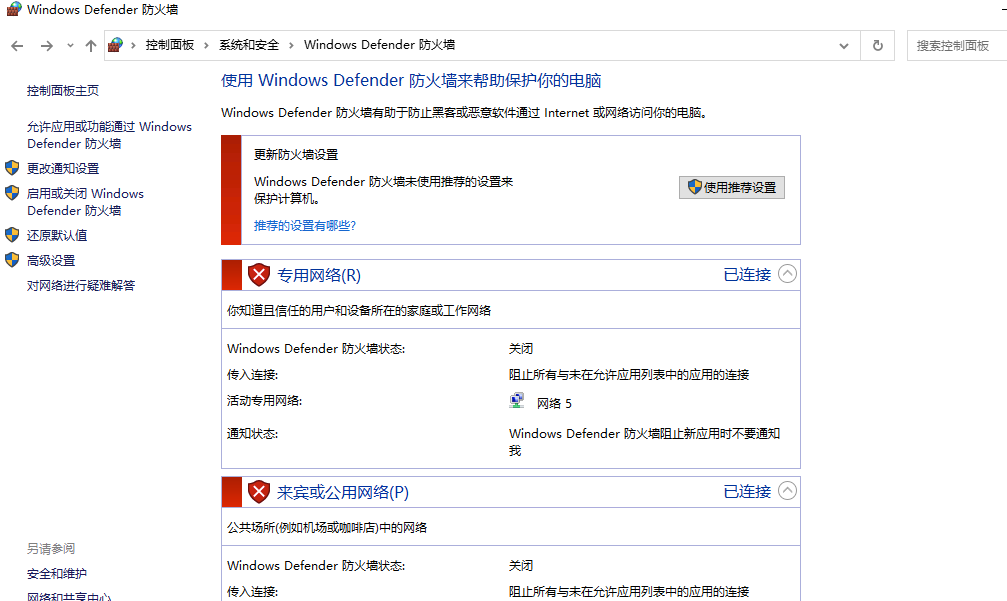 Windows Defender 防火墙
控制面板 › 系统和安全 › Windows Defender 防火墙
搜索控制面板
控制面板主页
允许应用或功能通过 Windows
Defender 防火墙
更改通知设置
启用或关闭 Windows
Defender 防火墙
还原默认值
高级设置
对网络进行疑难解答
另请参阅
安全和维护
网络和共享中心
使用 Windows Defender 防火墙来帮助保护你的电脑
Windows Defender 防火墙有助于防止黑客或恶意软件通过 Internet 或网络访问你的电脑。
更新防火墙设置
Windows Defender 防火墙未使用推荐的设置来
保护计算机。
使用推荐设置
推荐的设置有哪些?
专用网络(R) 已连接
你知道且信任的用户和设备所在的家庭或工作网络
Windows Defender 防火墙状态: 关闭
传入连接: 阻止所有与未在允许应用列表中的应用的连接
活动专用网络: 网络 5
通知状态: Windows Defender 防火墙阻止新应用时不要通知
我
来宾或公用网络(P) 已连接
公共场所(例如机场或咖啡店)中的网络
Windows Defender 防火墙状态: 关闭
传入连接: 阻止所有与未在允许应用列表中的应用的连接